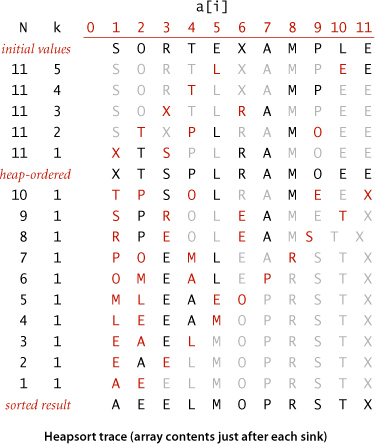 a[i]
N k 0 1 2 3 4 5 6 7 8 9 10 11
initial values S O R T E X A M P L E
11 5 S O R T L X A M P E E
11 4 S O R T L X A M P E E
11 3 S O X T L R A M P E E
11 2 S T X P L R A M O E E
11 1 X T S P L R A M O E E
heap-ordered X T S P L R A M O E E
10 1 T P S O L R A M E E X
9 1 S P R O L E A M E T X
8 1 R P E O L E A M S T X
7 1 P O E M L E A R S T X
6 1 O M E A L E P R S T X
5 1 M L E A E O P R S T X
4 1 L E E A M O P R S T X
3 1 E A E L M O P R S T X
2 1 E A E L M O P R S T X
1 1 A E E L M O P R S T X
sorted result A E E L M O P R S T X
Heapsort trace (array contents just after each sink)